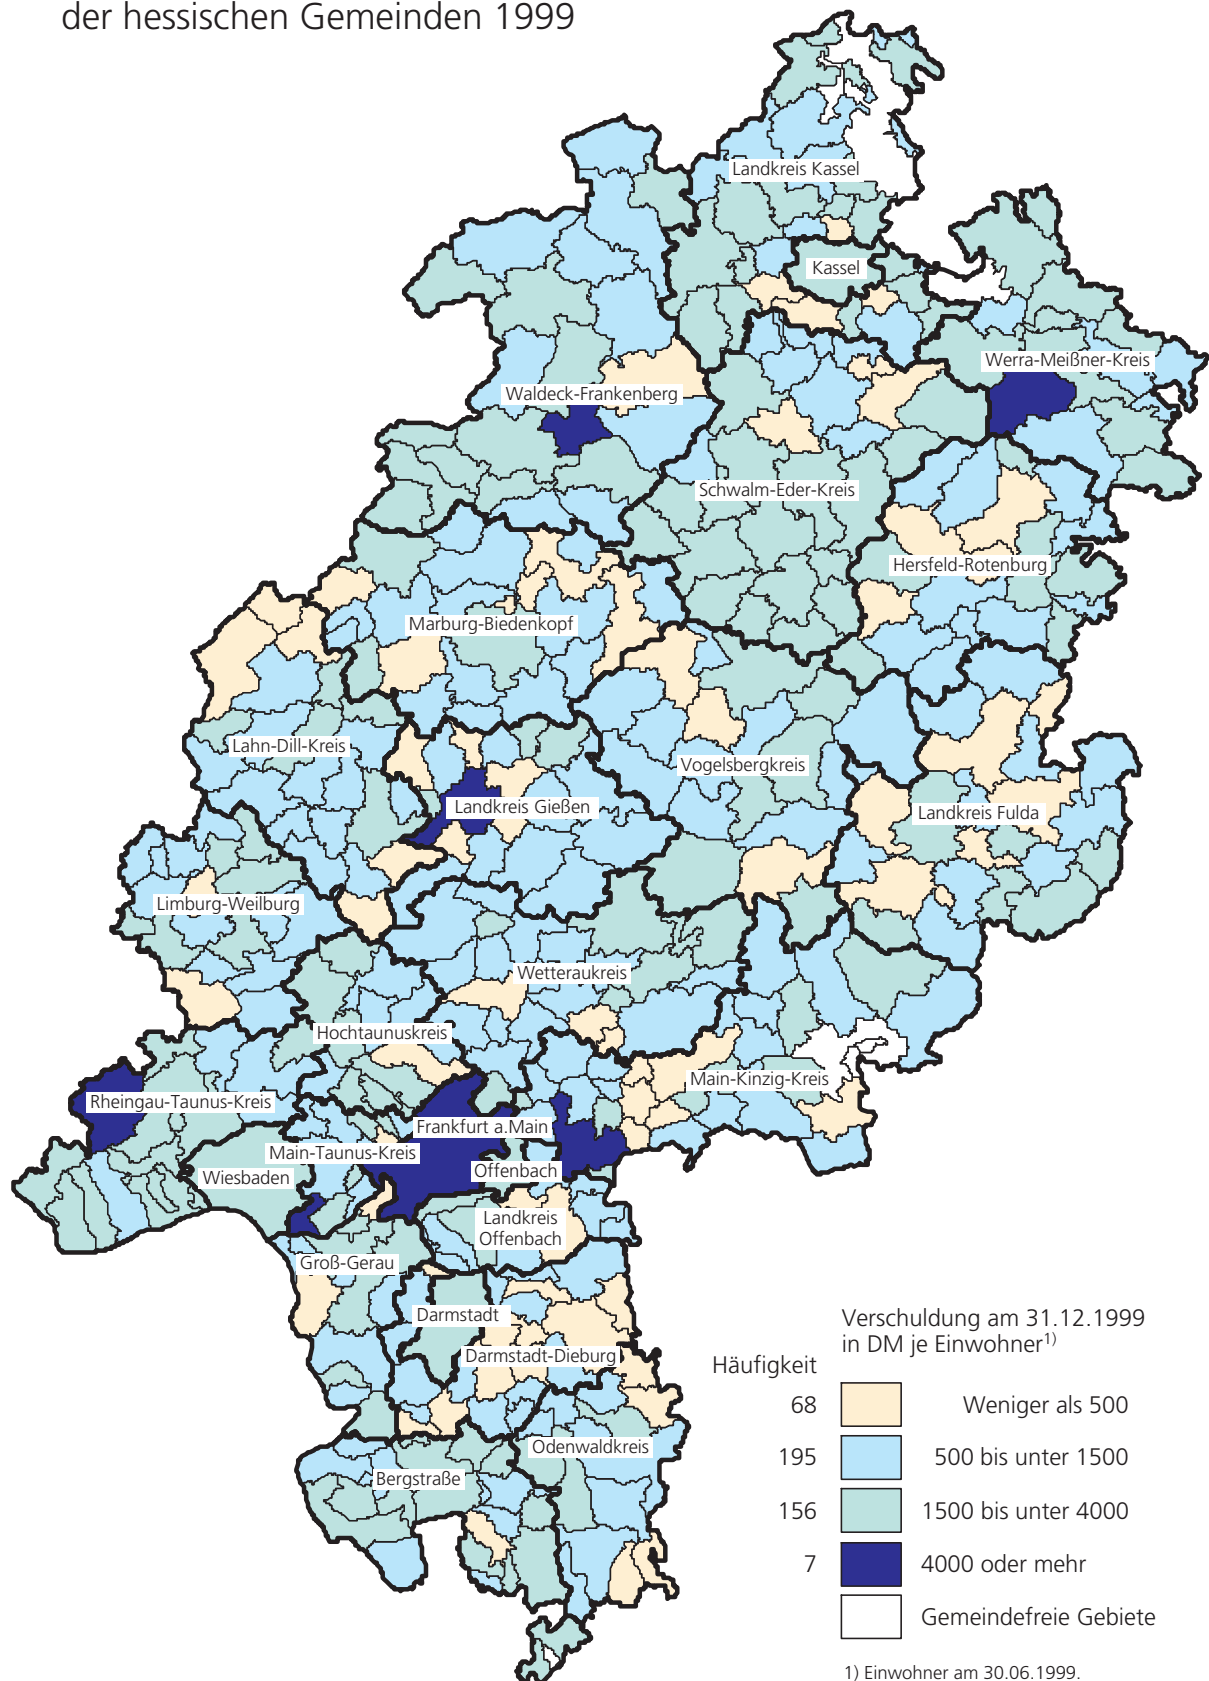 der hessischen Gemeinden 1999
Landkreis Kassel
Kassel
Werra-Meißner-Kreis
Waldeck-Frankenberg
Schwalm-Eder-Kreis
Hersfeld-Rotenburg
Marburg-Biedenkopf
Lahn-Dill-Kreis
Vogelsbergkreis
Landkreis Gießen
Landkreis Fulda
Limburg-Weilburg
Wetteraukreis
Hochtaunuskreis
Main-Kinzig-Kreis
Rheingau-Taunus-Kreis
Frankfurt a.Main
Main-Taunus-Kreis
Offenbach
Wiesbaden
Landkreis
Offenbach
Groß-Gerau
Darmstadt
Darmstadt-Dieburg
Odenwaldkreis
Bergstraße
Verschuldung am 31.12.1999
in DM je Einwohner1)
Häufigkeit
68 Weniger als 500
195 500 bis unter 1500
156 1500 bis unter 4000
7 4000 oder mehr
Gemeindefreie Gebiete
1) Einwohner am 30.06.1999.